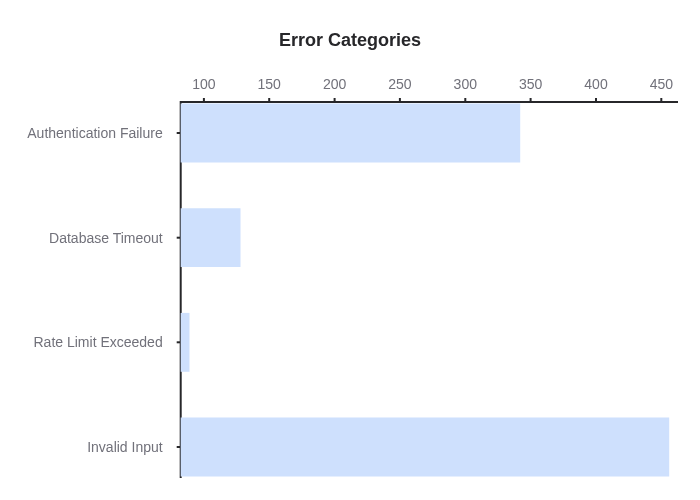 Error Categories
100 150 200 250 300 350 400 450
Authentication Failure
Database Timeout
Rate Limit Exceeded
Invalid Input